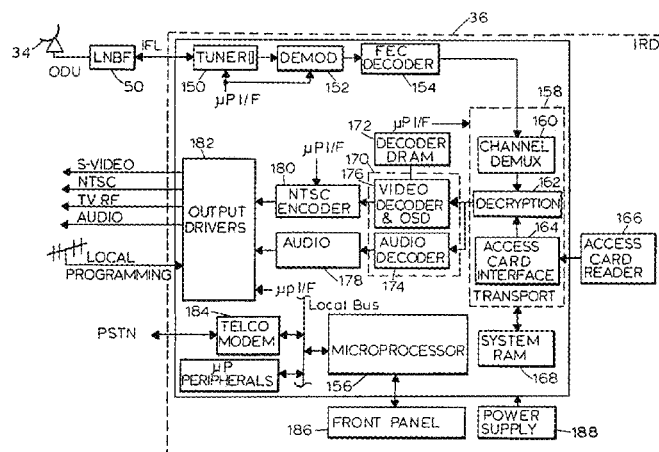 36
IRD
34
ODU
LNBF
50
IFL
TUNER
150
DEMOD
152
FEC
DECODER
154
µP I/F
158
172
µP I/F
DECODER
DRAM
160
CHANNEL
DEMUX
182
µP I/F
170
176
180
S-VIDEO
NTSC
TV RF
AUDIO
OUTPUT
DRIVERS
NTSC
ENCODER
VIDEO
DECODER
& OSD
162
DECRYPTION
164
166
LOCAL
PROGRAMMING
AUDIO
178
AUDIO
DECODER
174
ACCESS
CARD
INTERFACE
TRANSPORT
ACCESS
CARD
READER
µp I/F
Local Bus
184
PSTN
TELCO
MODEM
MICROPROCESSOR
156
SYSTEM
RAM
168
µP
PERIPHERALS
186
FRONT PANEL
POWER
SUPPLY
188